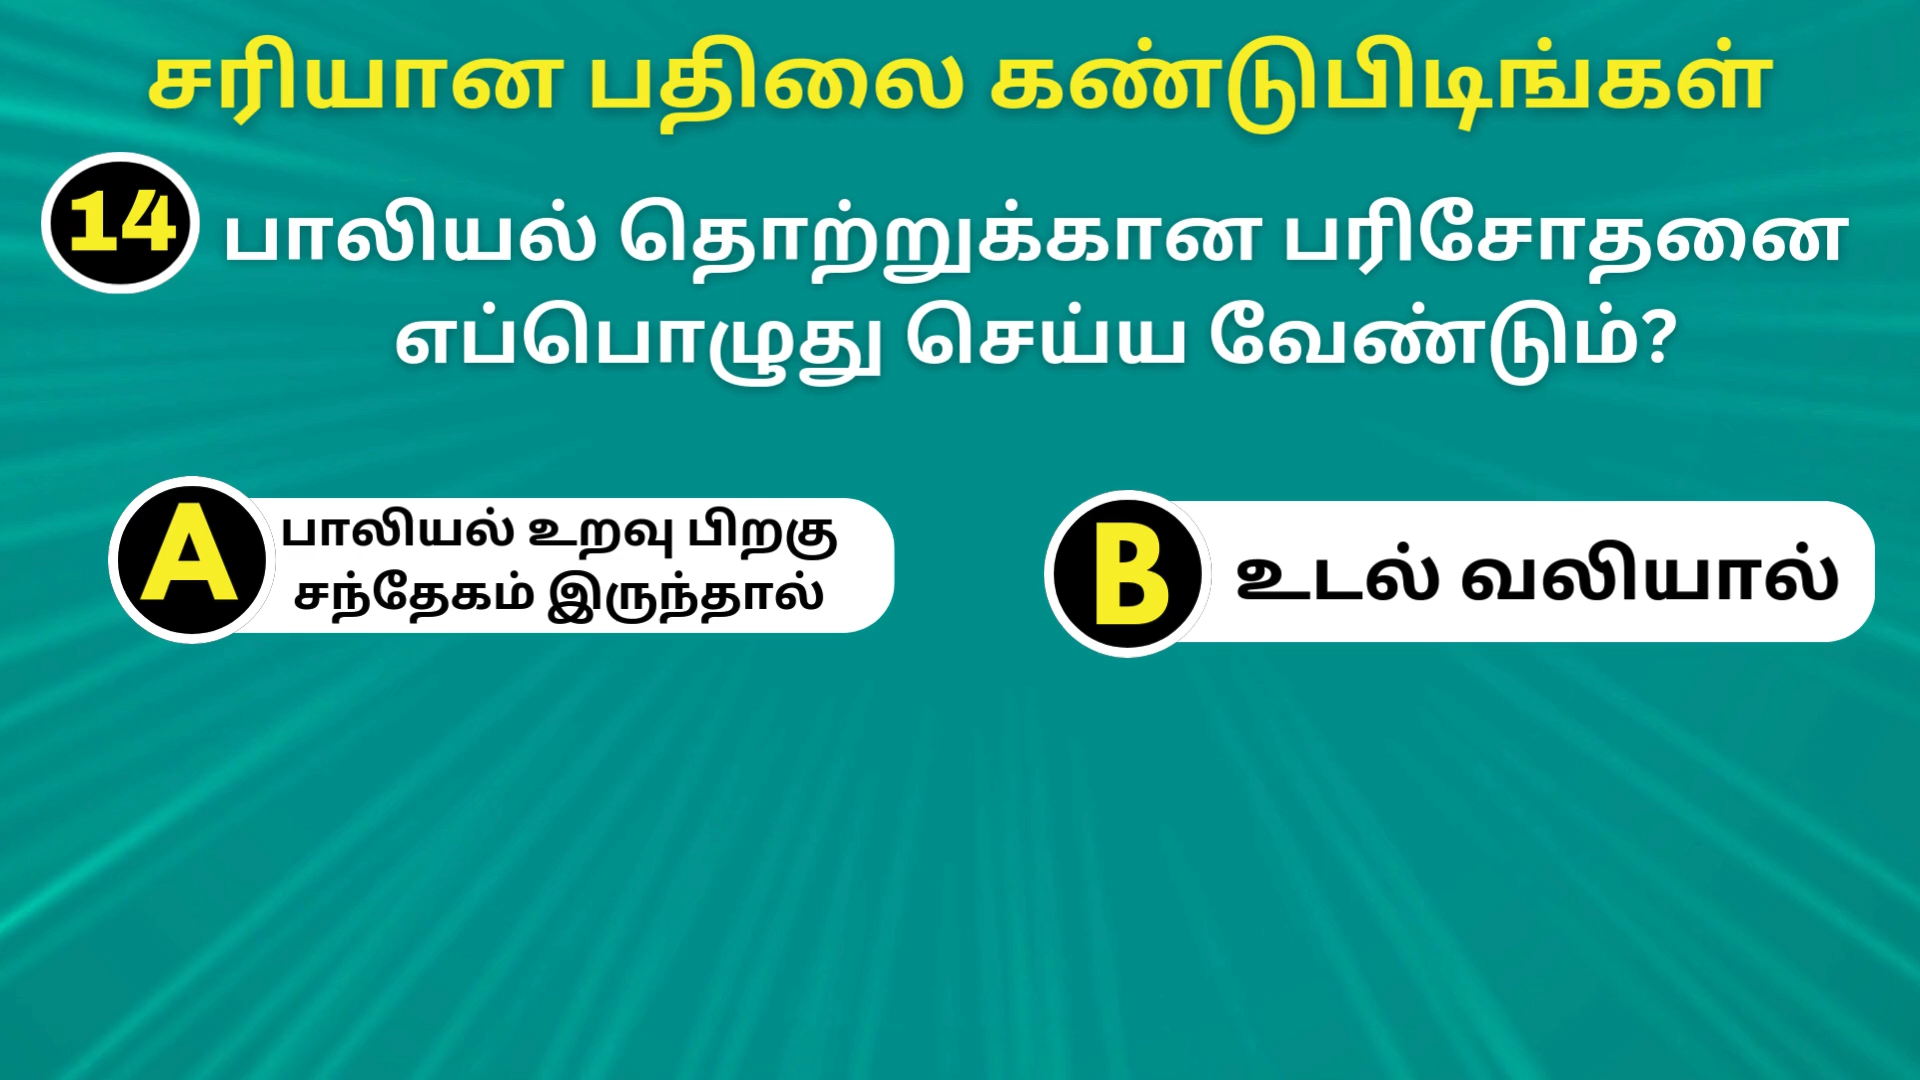 சரியான பதிலை கண்டுபிடிங்கள்
14
பாலியல் தொற்றுக்கான பரிசோதனை
எப்பொழுது செய்ய வேண்டும்?
A
பாலியல் உறவு பிறகு
சந்தேகம் இருந்தால்
B
உடல் வலியால்